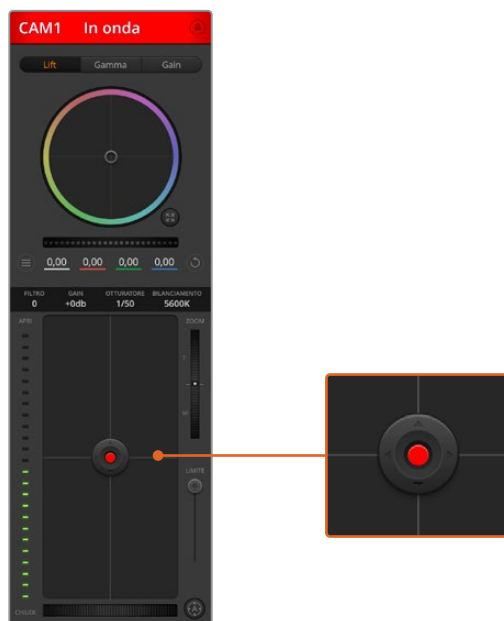 CAM1 In onda
Lift Gamma Gain
0,00 0,00 0,00 0,00
FILTRO GAIN OTTURATORE BILANCIAMENTO
0 +0db 1/50 5600K
APRI ZOOM
T
W
LIMITE
CHIUDI